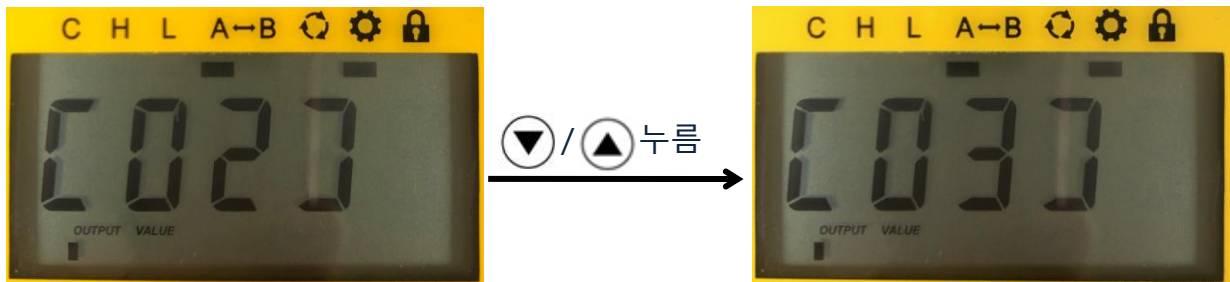 C H L A↔B
[02]
OUTPUT VALUE
/ 누름
C H L A↔B
[03]
OUTPUT VALUE